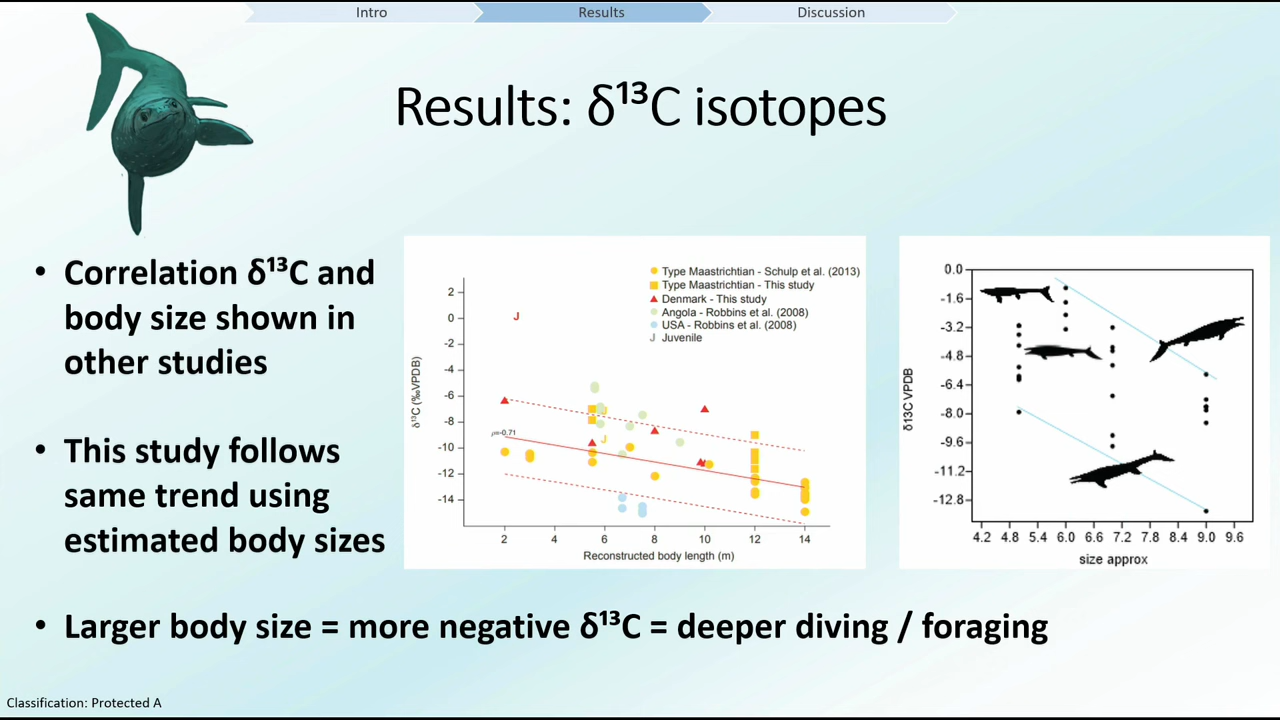 Intro
Results
Discussion
Results: δ¹³C isotopes
• Correlation δ¹³C and
body size shown in
other studies
• This study follows
same trend using
estimated body sizes
• Larger body size = more negative δ¹³C = deeper diving / foraging
Type Maastrichtian - Schulp et al. (2013)
Type Maastrichtian - This study
Denmark - This study
Angola - Robbins et al. (2008)
USA - Robbins et al. (2008)
J Juvenile
δ¹³C (‰VPDB)
2
0
-2
-4
-6
-8
-10
-12
-14
J
J
J
ρ=-0.71
2 4 6 8 10 12 14
Reconstructed body length (m)
δ13C VPDB
0.0
-1.6
-3.2
-4.8
-6.4
-8.0
-9.6
-11.2
-12.8
4.2 4.8 5.4 6.0 6.6 7.2 7.8 8.4 9.0 9.6
size approx
Classification: Protected A